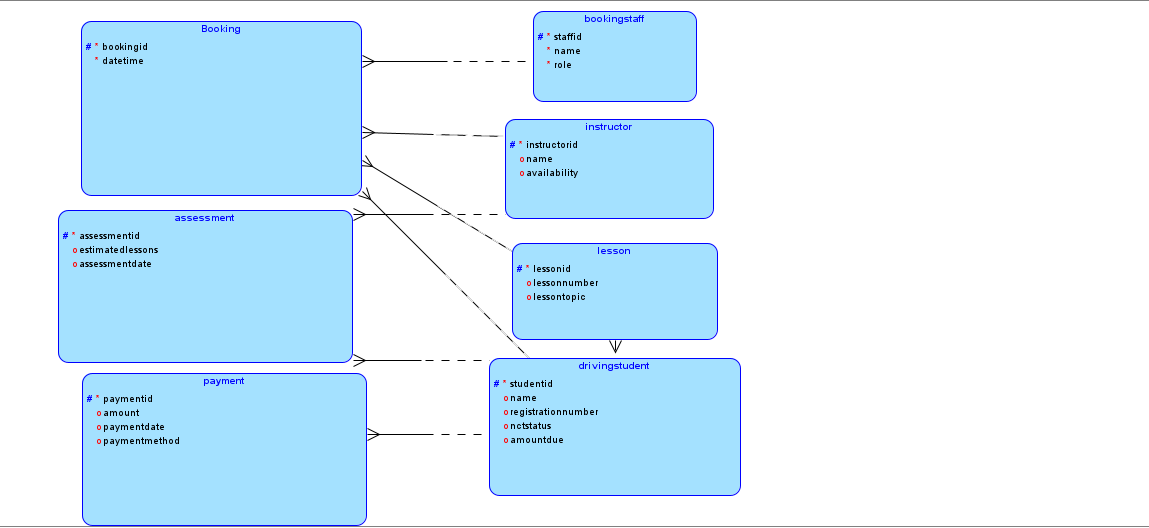 Booking
# * bookingid
* datetime
bookingstaff
# * staffid
* name
* role
instructor
# * instructorid
o name
o availability
assessment
# * assessmentid
o estimatedlessons
o assessmentdate
lesson
# * lessonid
o lessonnumber
o lessontopic
payment
# * paymentid
o amount
o paymentdate
o paymentmethod
drivingstudent
# * studentid
o name
o registrationnumber
o nctstatus
o amountdue